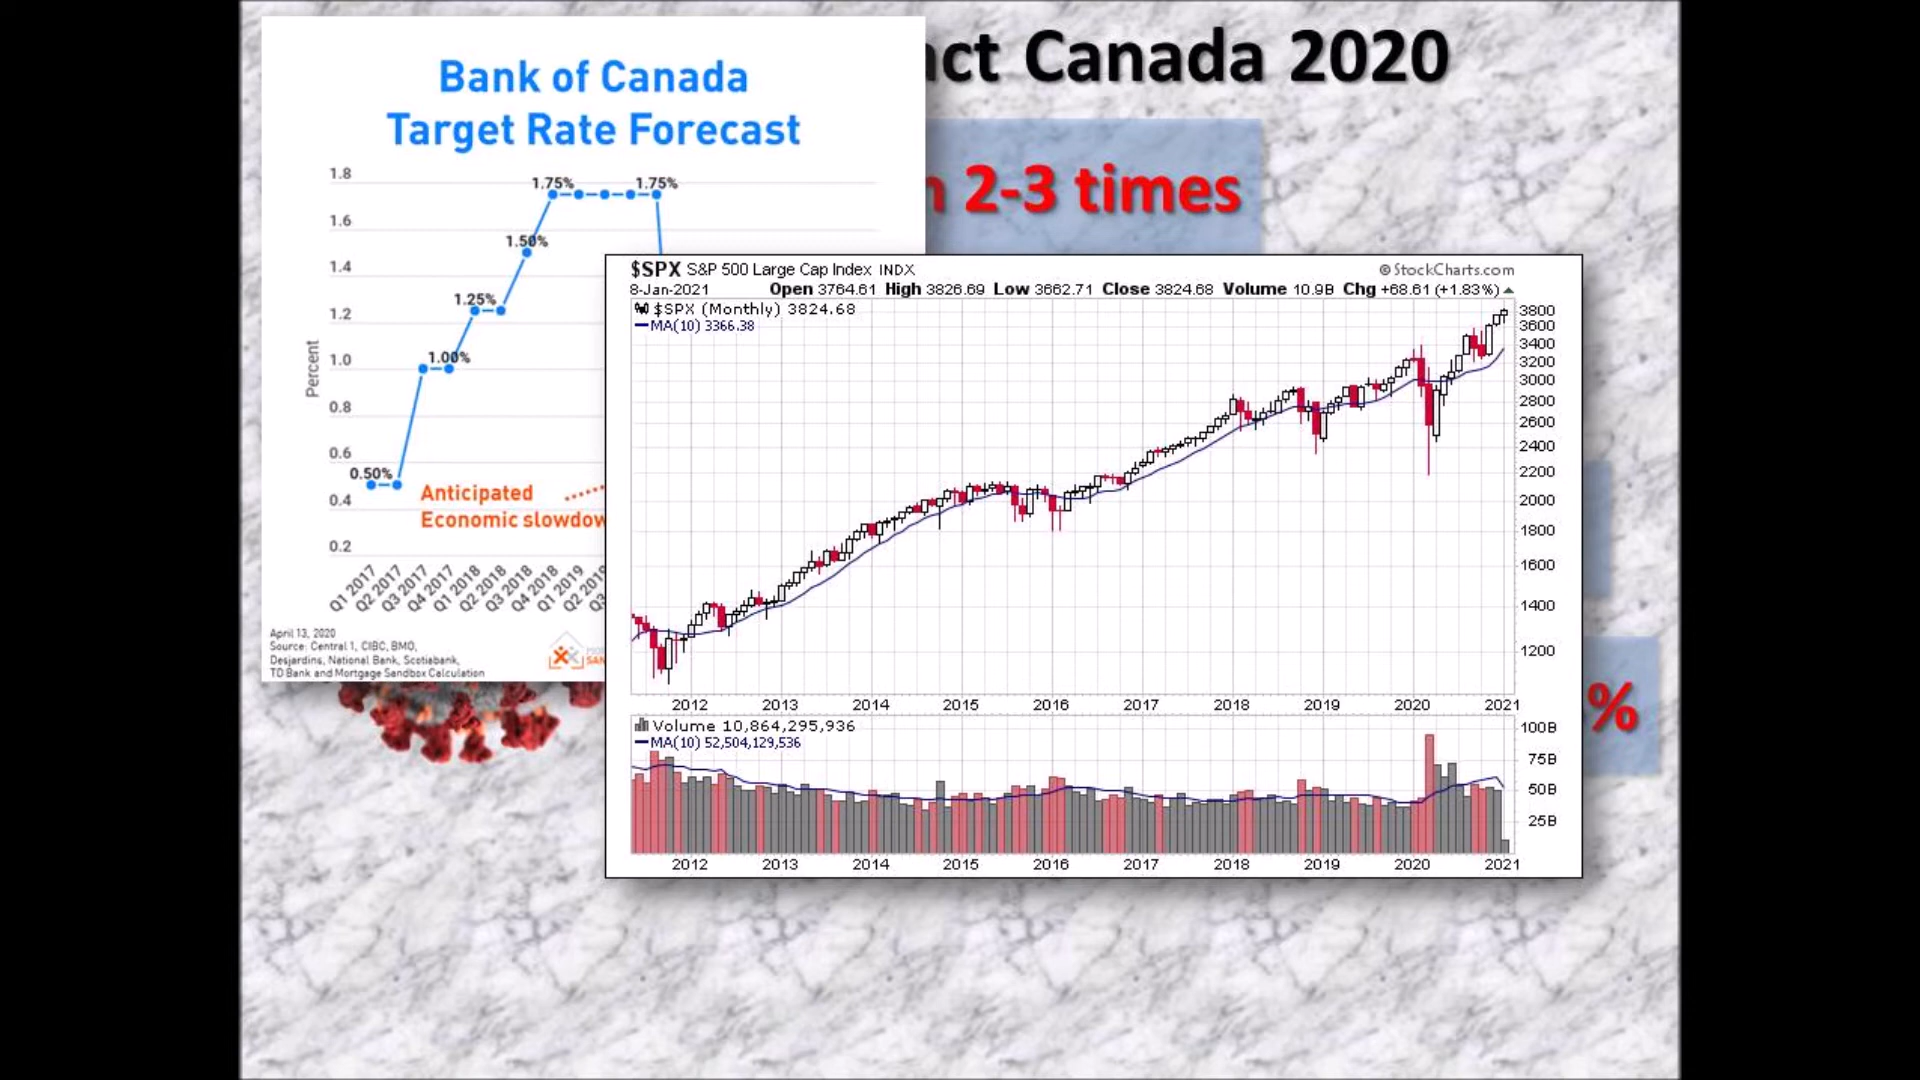 act Canada 2020
2-3 times
%
Bank of Canada
Target Rate Forecast
1.8
1.6
1.4
1.2
1.0
0.8
0.6
0.4
0.2
Percent
0.50%
1.00%
1.25%
1.50%
1.75%
1.75%
Anticipated
Economic slowdow
Q1 2017
Q2 2017
Q3 2017
Q4 2017
Q1 2018
Q2 2018
Q3 2018
Q4 2018
Q1 2019
Q2 2019
Q3
April 13, 2020
Source: Central 1, CIBC, BMO,
Desjardins, National Bank, Scotiabank,
TD Bank and Mortgage Sandbox Calculation
$SPX S&P 500 Large Cap Index INDX
© StockCharts.com
8-Jan-2021 Open 3764.61 High 3826.69 Low 3662.71 Close 3824.68 Volume 10.9B Chg +68.61 (+1.83%)
$SPX (Monthly) 3824.68
MA(10) 3366.38
3800
3600
3400
3200
3000
2800
2600
2400
2200
2000
1800
1600
1400
1200
2012 2013 2014 2015 2016 2017 2018 2019 2020 2021
Volume 10,864,295,936
MA(10) 52,504,129,536
100B
75B
50B
25B
2012 2013 2014 2015 2016 2017 2018 2019 2020 2021